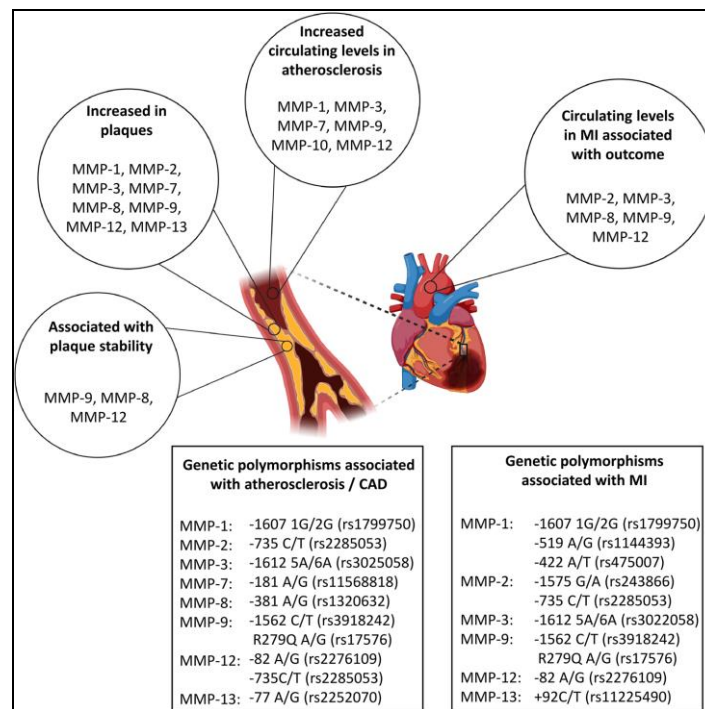 Increased
circulating levels in
atherosclerosis
MMP-1, MMP-3,
MMP-7, MMP-9,
MMP-10, MMP-12
Increased in
plaques
MMP-1, MMP-2,
MMP-3, MMP-7,
MMP-8, MMP-9,
MMP-12, MMP-13
Circulating levels
in MI associated
with outcome
MMP-2, MMP-3,
MMP-8, MMP-9,
MMP-12
Associated with
plaque stability
MMP-9, MMP-8,
MMP-12
Genetic polymorphisms associated
with atherosclerosis / CAD
MMP-1: -1607 1G/2G (rs1799750)
MMP-2: -735 C/T (rs2285053)
MMP-3: -1612 5A/6A (rs3025058)
MMP-7: -181 A/G (rs11568818)
MMP-8: -381 A/G (rs1320632)
MMP-9: -1562 C/T (rs3918242)
R279Q A/G (rs17576)
MMP-12: -82 A/G (rs2276109)
-735C/T (rs2285053)
MMP-13: -77 A/G (rs2252070)
Genetic polymorphisms
associated with MI
MMP-1: -1607 1G/2G (rs1799750)
-519 A/G (rs1144393)
-422 A/T (rs475007)
MMP-2: -1575 G/A (rs243866)
-735 C/T (rs2285053)
MMP-3: -1612 5A/6A (rs3022058)
MMP-9: -1562 C/T (rs3918242)
R279Q A/G (rs17576)
MMP-12: -82 A/G (rs2276109)
MMP-13: +92C/T (rs11225490)